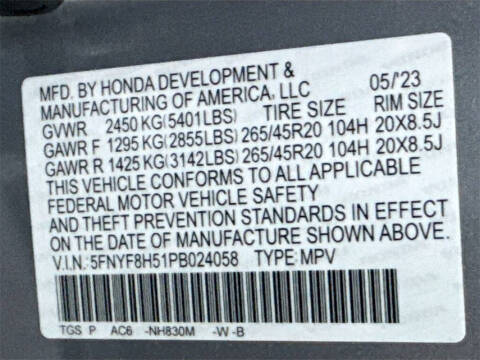 MFD. BY HONDA DEVELOPMENT &
MANUFACTURING OF AMERICA, LLC 05/'23
GVWR 2450 KG(5401LBS) TIRE SIZE RIM SIZE
GAWR F 1295 KG(2855LBS) 265/45R20 104H 20X8.5J
GAWR R 1425 KG(3142LBS) 265/45R20 104H 20X8.5J
THIS VEHICLE CONFORMS TO ALL APPLICABLE
FEDERAL MOTOR VEHICLE SAFETY
AND THEFT PREVENTION STANDARDS IN EFFECT
ON THE DATE OF MANUFACTURE SHOWN ABOVE.
V.I.N.: 5FNYF8H51PB024058 TYPE: MPV
TGS P AC6 -NH830M -W -B